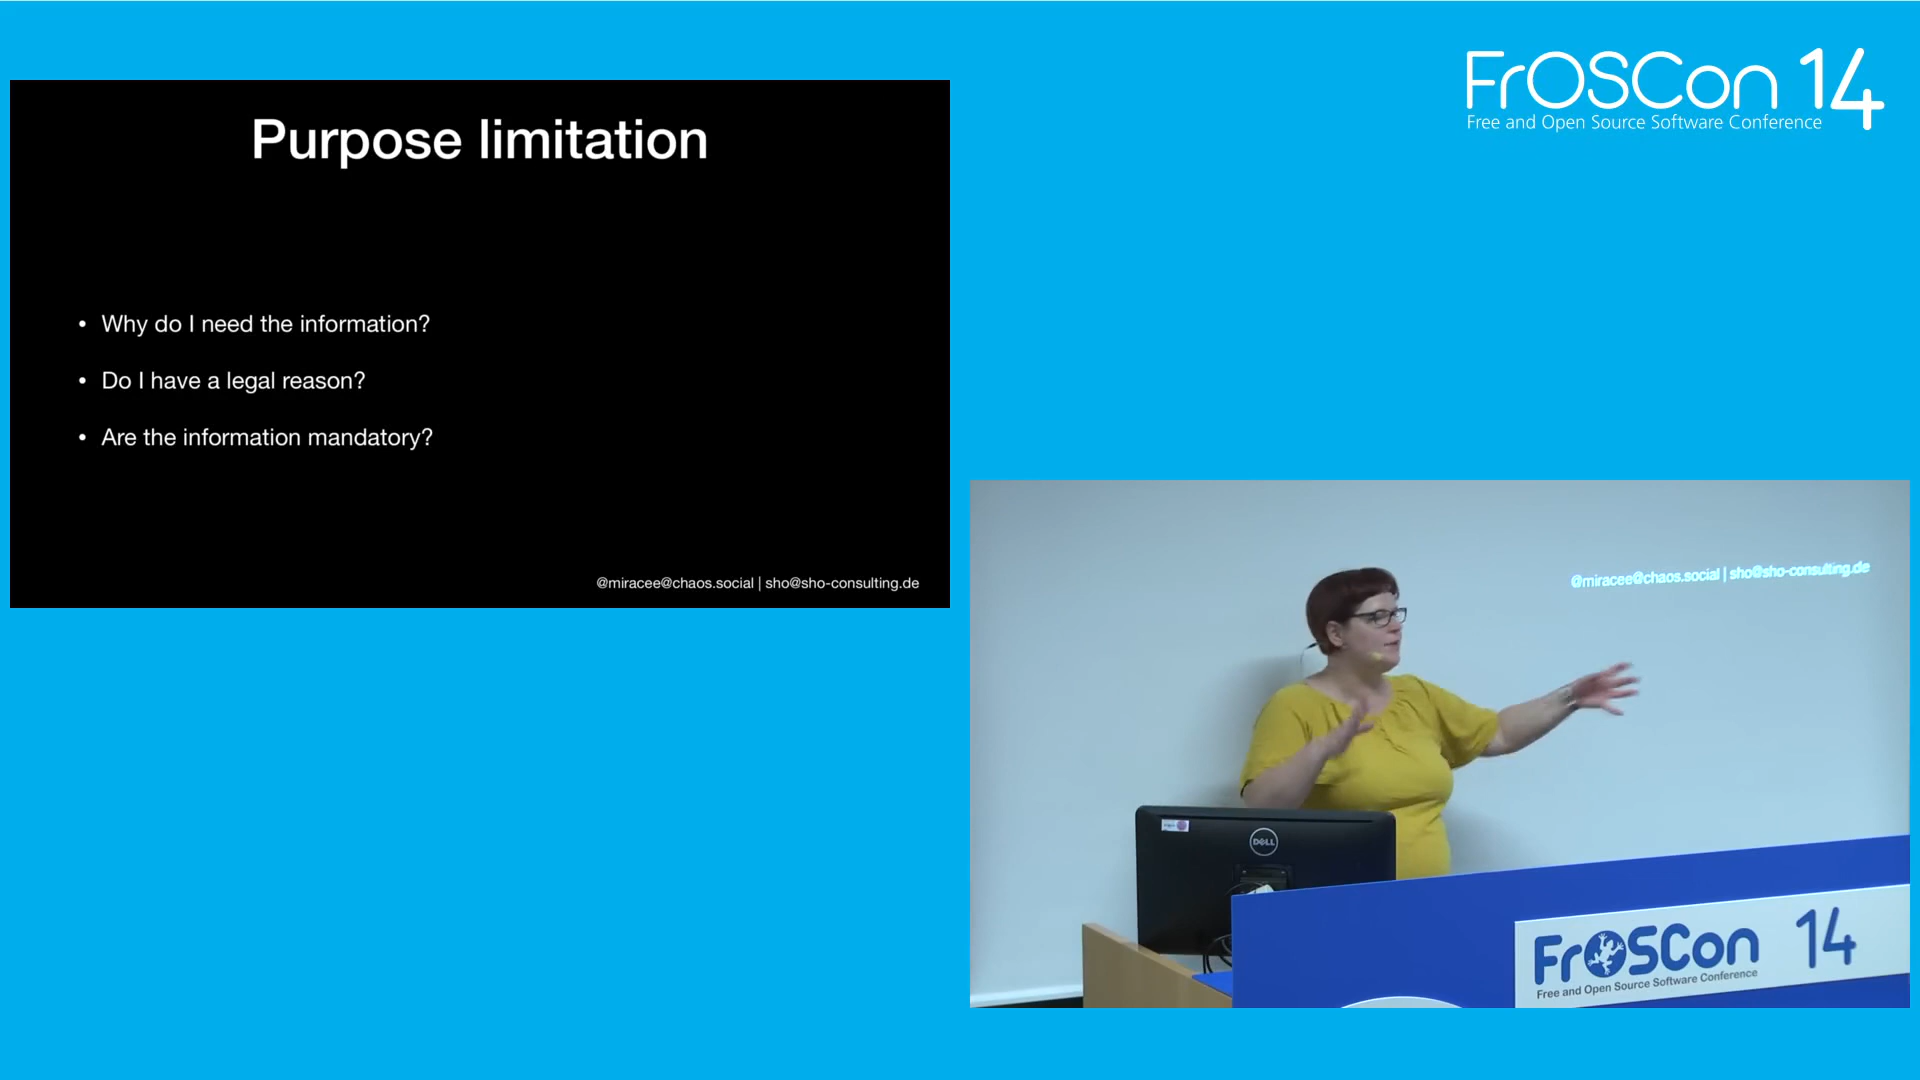 Purpose limitation
• Why do I need the information?
• Do I have a legal reason?
• Are the information mandatory?
@miracee@chaos.social | sho@sho-consulting.de
FrOSCon 14
Free and Open Source Software Conference
@miracee@chaos.social | sho@sho-consulting.de
DELL
FrOSCon 14
Free and Open Source Software Conference